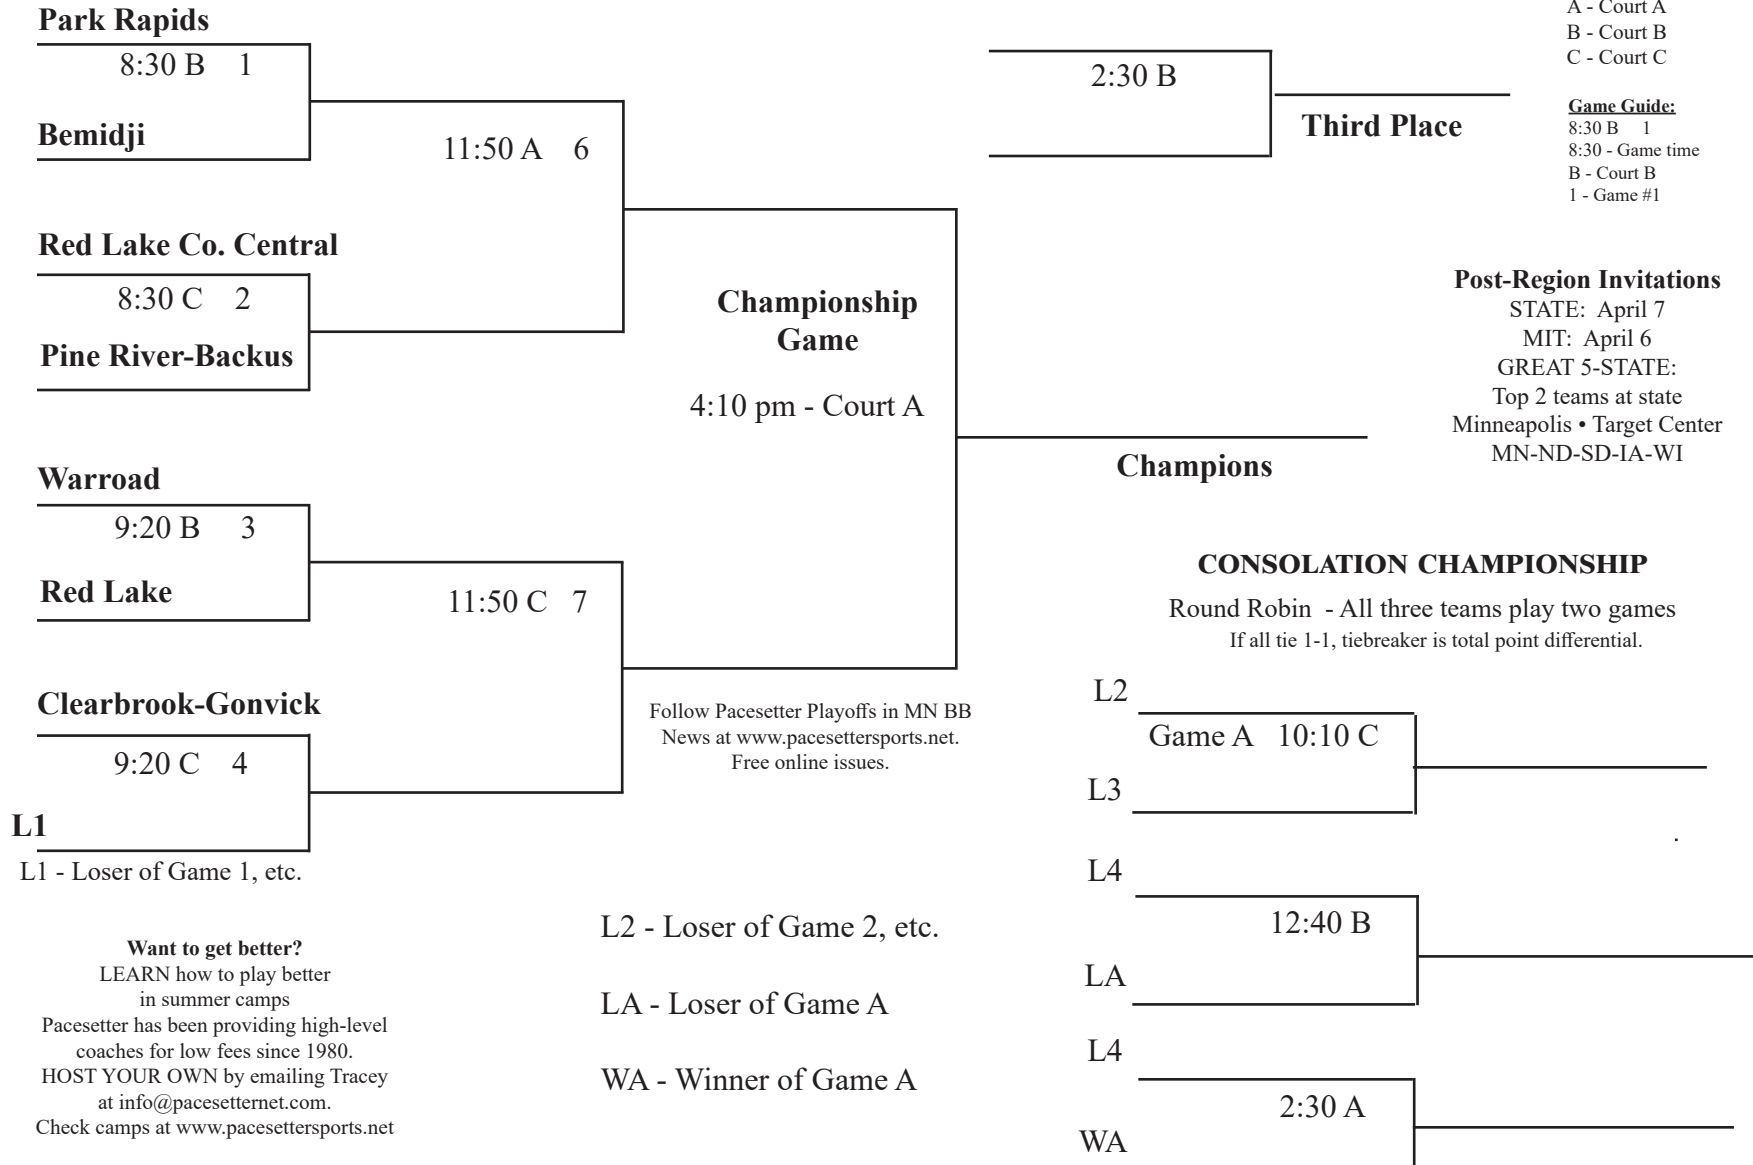 Park Rapids
8:30 B 1
Bemidji
11:50 A 6
Red Lake Co. Central
8:30 C 2
Pine River-Backus
Championship
Game
4:10 pm - Court A
Warroad
9:20 B 3
Red Lake
11:50 C 7
Clearbrook-Gonvick
9:20 C 4
L1
L1 - Loser of Game 1, etc.
Want to get better?
LEARN how to play better
in summer camps
Pacesetter has been providing high-level
coaches for low fees since 1980.
HOST YOUR OWN by emailing Tracey
at info@pacesetternet.com.
Check camps at www.pacesettersports.net
Follow Pacesetter Playoffs in MN BB
News at www.pacesettersports.net.
Free online issues.
L2 - Loser of Game 2, etc.
LA - Loser of Game A
WA - Winner of Game A
2:30 B
Third Place
A - Court A
B - Court B
C - Court C
Game Guide:
8:30 B 1
8:30 - Game time
B - Court B
1 - Game #1
Post-Region Invitations
STATE: April 7
MIT: April 6
GREAT 5-STATE:
Top 2 teams at state
Minneapolis • Target Center
MN-ND-SD-IA-WI
Champions
CONSOLATION CHAMPIONSHIP
Round Robin - All three teams play two games
If all tie 1-1, tiebreaker is total point differential.
L2
Game A 10:10 C
L3
L4
12:40 B
LA
L4
2:30 A
WA